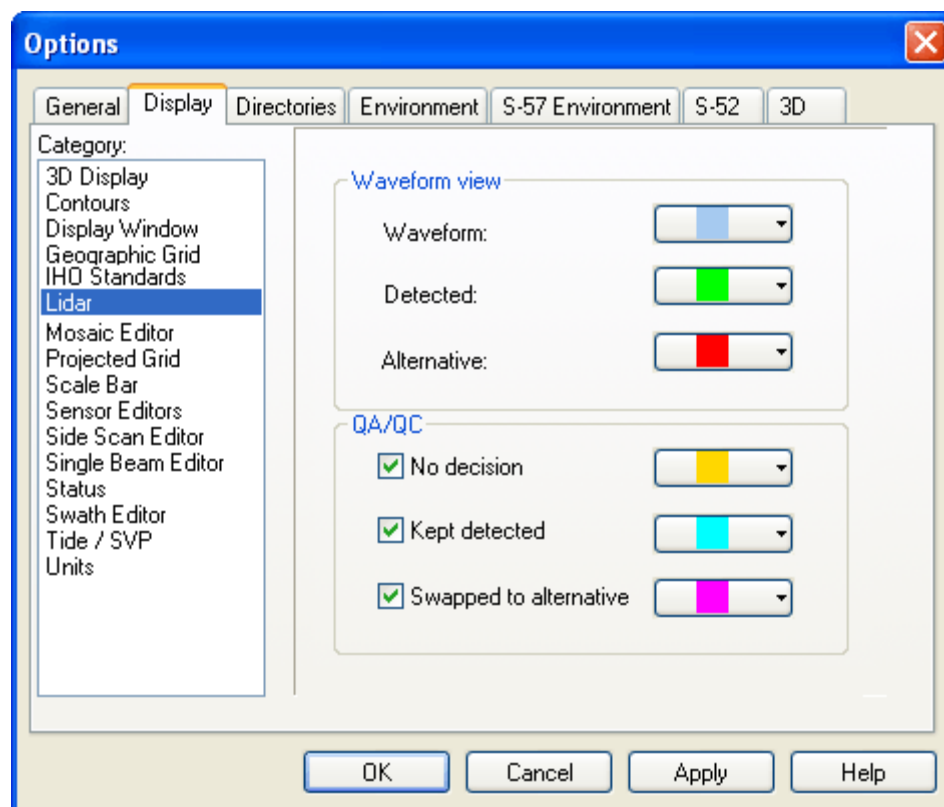 Options
General Display Directories Environment S-57 Environment S-52 3D
Category:
3D Display
Contours
Display Window
Geographic Grid
IHO Standards
Lidar
Mosaic Editor
Projected Grid
Scale Bar
Sensor Editors
Side Scan Editor
Single Beam Editor
Status
Swath Editor
Tide / SVP
Units
Waveform view
Waveform:
Detected:
Alternative:
QA/QC
No decision
Kept detected
Swapped to alternative
OK Cancel Apply Help